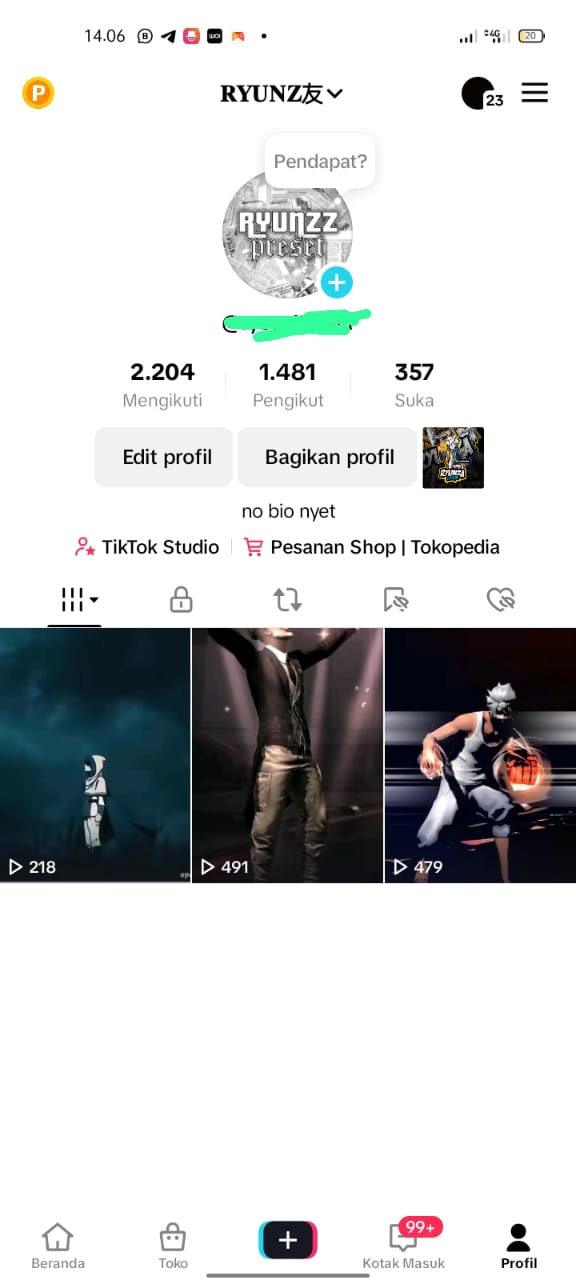 14.06
4G
20
P
RYUNZ友
23
Pendapat?
RYUNZZ
preset
2.204 1.481 357
Mengikuti Pengikut Suka
Edit profil Bagikan profil
no bio nyet
TikTok Studio Pesanan Shop | Tokopedia
218 491 479
Beranda Toko 99+ Kotak Masuk Profil